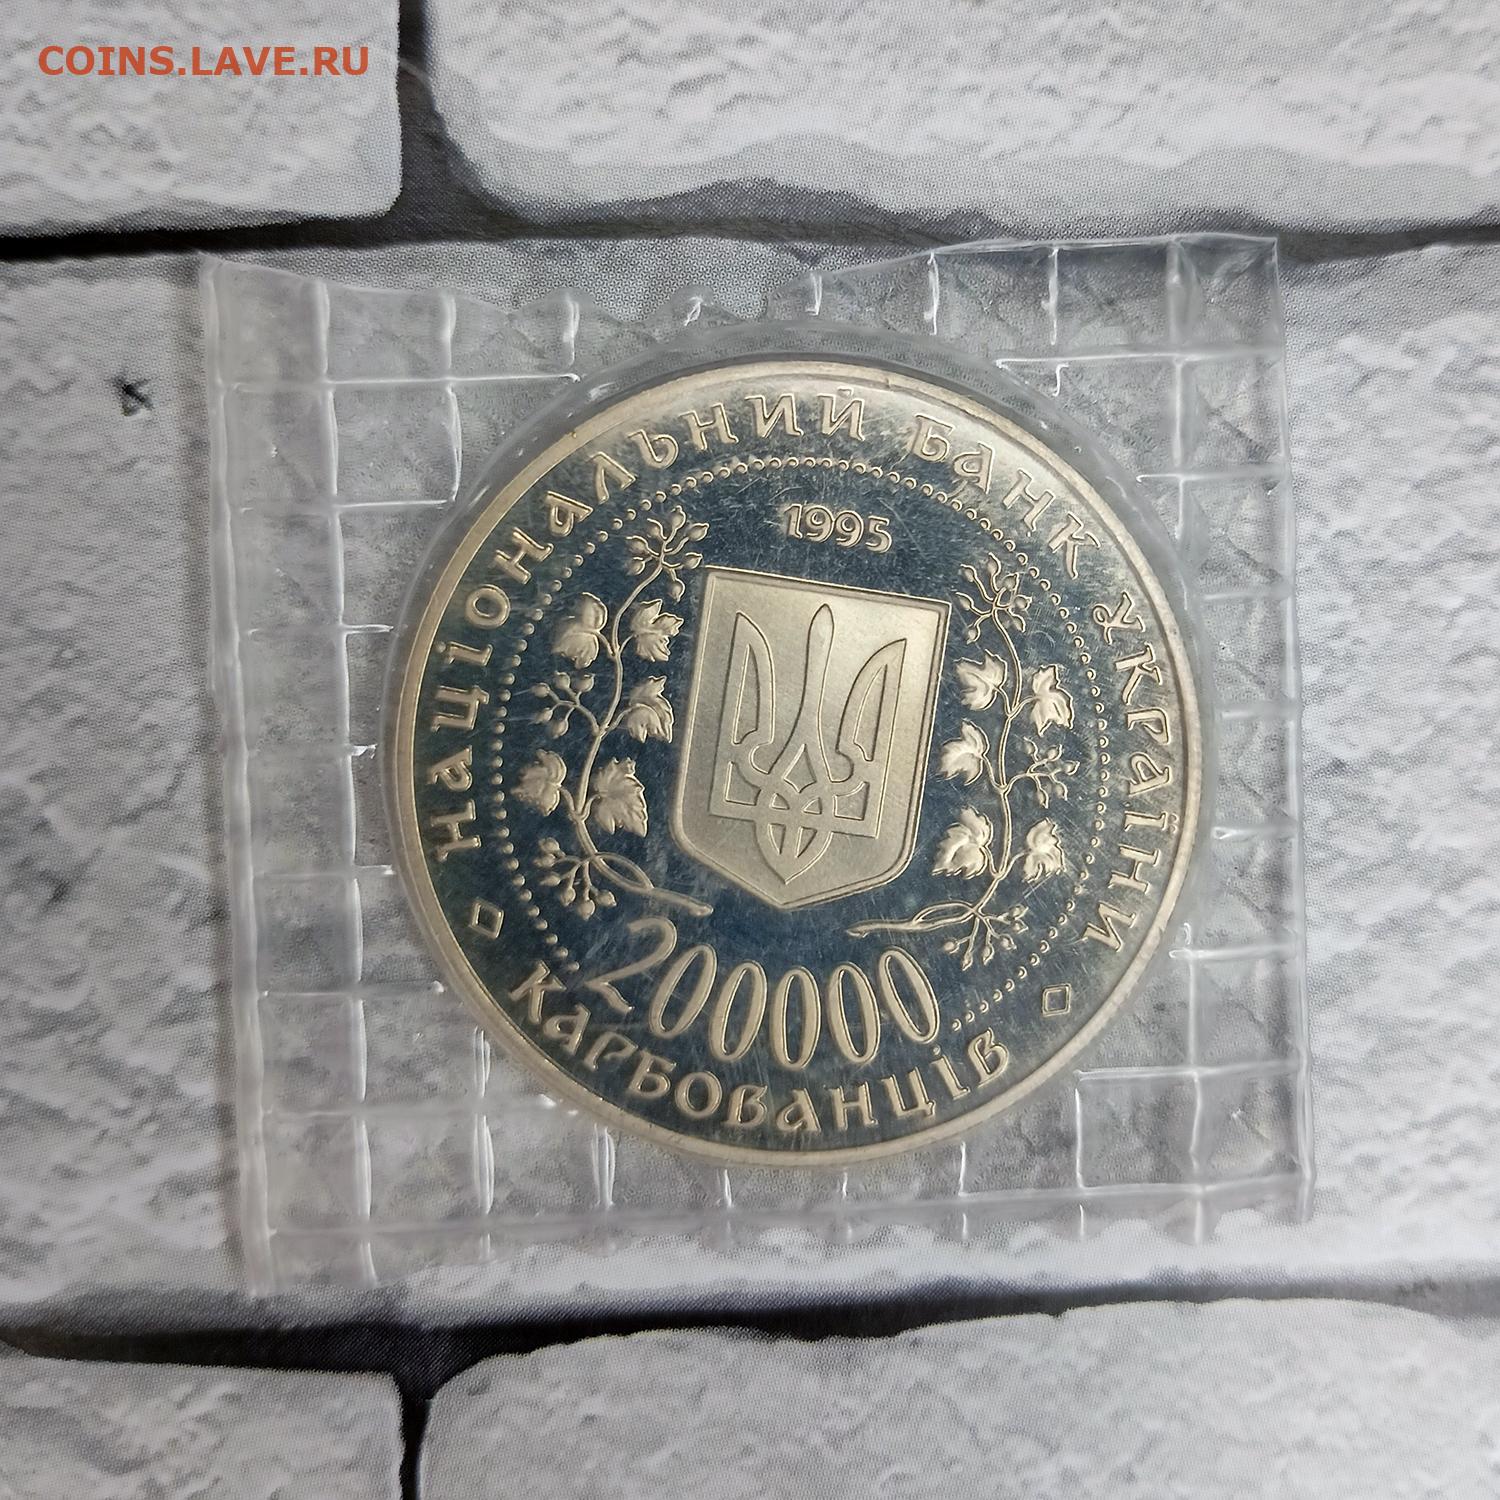 COINS.LAVE.RU
НАЦІОНАЛЬНИЙ БАНК УКРАЇНИ
1995
200000
КАРБОВАНЦІВ